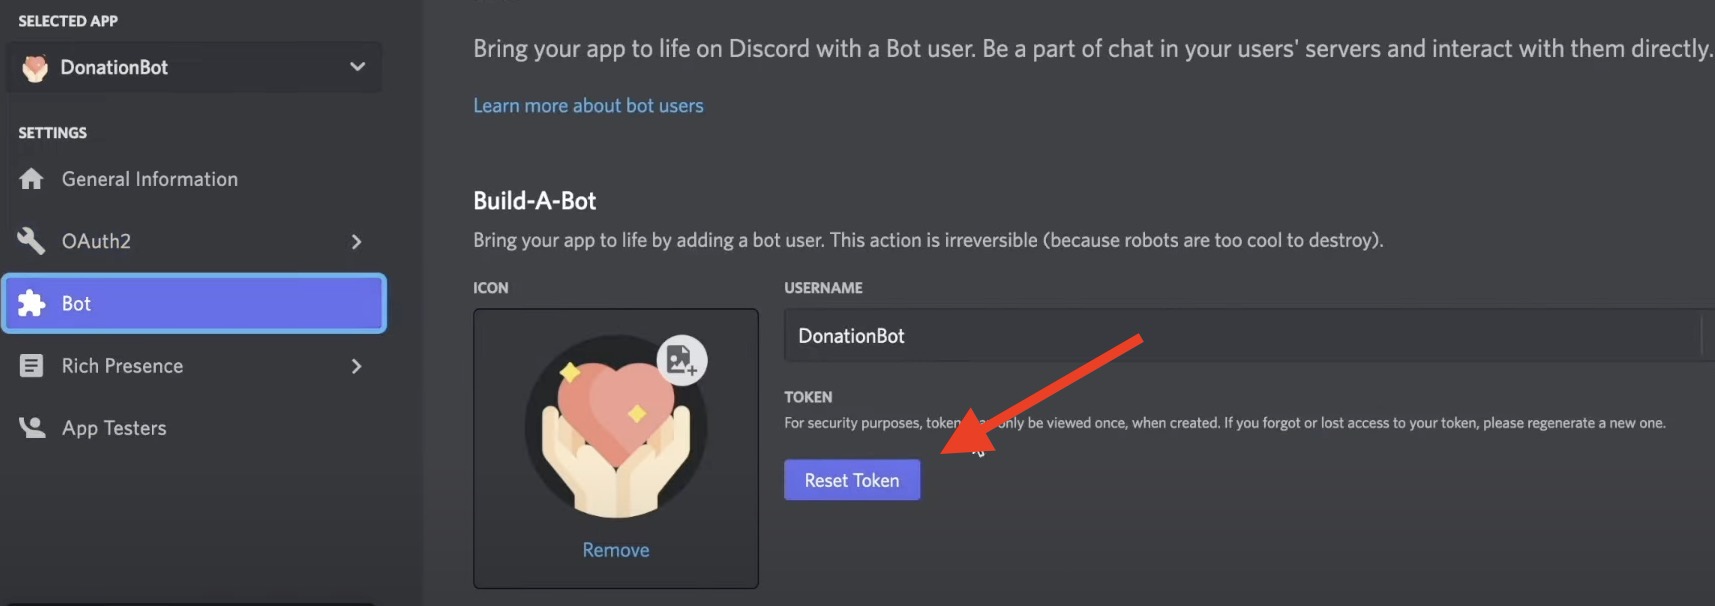 SELECTED APP
DonationBot
SETTINGS
General Information
OAuth2
Bot
Rich Presence
App Testers
Bring your app to life on Discord with a Bot user. Be a part of chat in your users' servers and interact with them directly.
Learn more about bot users
Build-A-Bot
Bring your app to life by adding a bot user. This action is irreversible (because robots are too cool to destroy).
ICON
Remove
USERNAME
DonationBot
TOKEN
For security purposes, only be viewed once, when created. If you forgot or lost access to your token, please regenerate a new one.
Reset Token